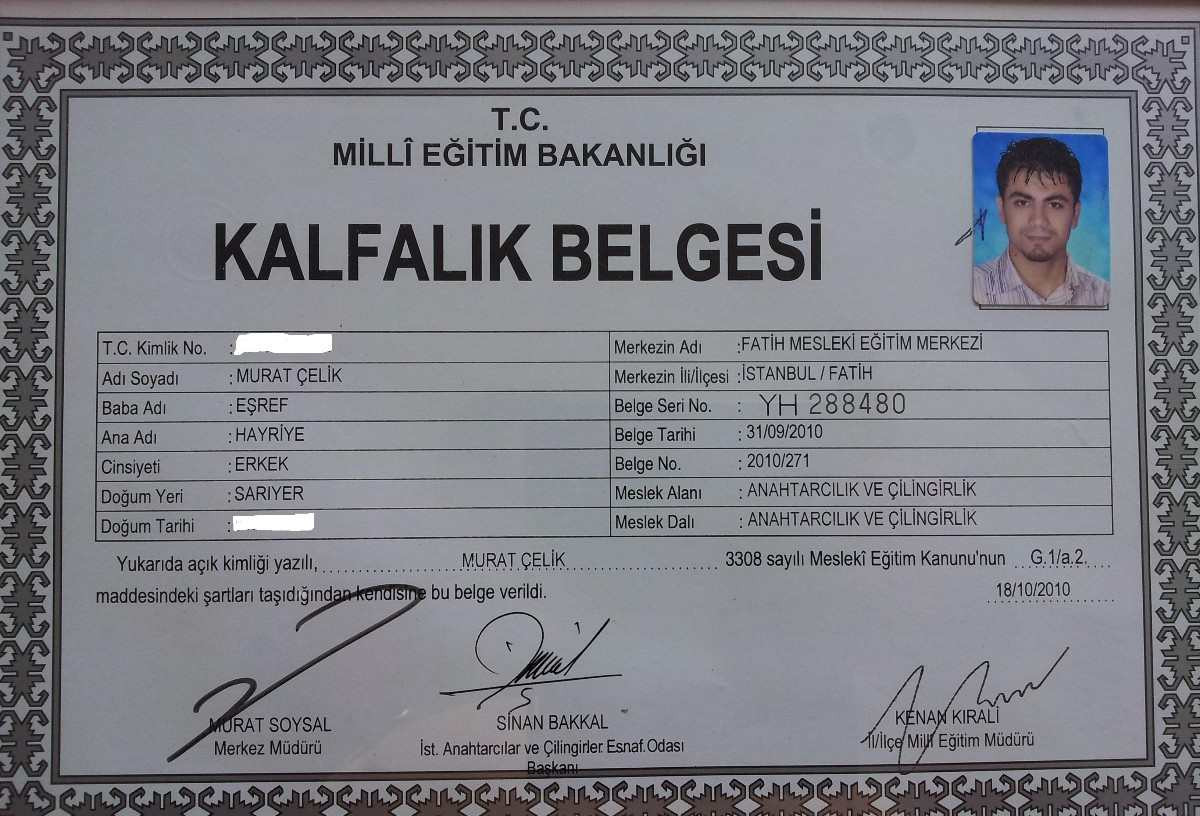 T.C.
MİLLÎ EĞİTİM BAKANLIĞI
KALFALIK BELGESİ
T.C. Kimlik No. :
Adı Soyadı : MURAT ÇELİK
Baba Adı : EŞREF
Ana Adı : HAYRİYE
Cinsiyeti : ERKEK
Doğum Yeri : SARIYER
Doğum Tarihi :
Merkezin Adı :FATİH MESLEKİ EĞİTİM MERKEZİ
Merkezin İli/İlçesi :İSTANBUL / FATİH
Belge Seri No. : YH 288480
Belge Tarihi : 31/09/2010
Belge No. : 2010/271
Meslek Alanı : ANAHTARCILIK VE ÇİLİNGİRLİK
Meslek Dalı : ANAHTARCILIK VE ÇİLİNGİRLİK
Yukarıda açık kimliği yazılı, MURAT ÇELİK 3308 sayılı Meslekî Eğitim Kanunu'nun G.1/a.2.
maddesindeki şartları taşıdığından kendisine bu belge verildi.
18/10/2010
MURAT SOYSAL
Merkez Müdürü
SİNAN BAKKAL
İst. Anahtarcılar ve Çilingirler Esnaf.Odası
Başkanı
KENAN KIRALİ
İl/İlçe Millî Eğitim Müdürü